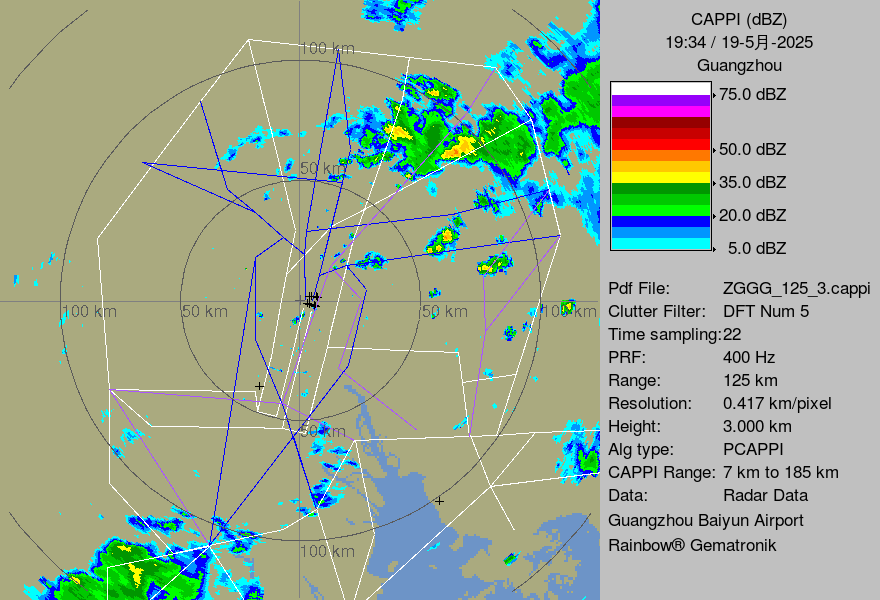 CAPPI (dBZ)
19:34 / 19-5月-2025
Guangzhou
75.0 dBZ
50.0 dBZ
35.0 dBZ
20.0 dBZ
5.0 dBZ
Pdf File: ZGGG_125_3.cappi
Clutter Filter: DFT Num 5
Time sampling:22
PRF: 400 Hz
Range: 125 km
Resolution: 0.417 km/pixel
Height: 3.000 km
Alg type: PCAPPI
CAPPI Range: 7 km to 185 km
Data: Radar Data
Guangzhou Baiyun Airport
Rainbow® Gematronik
100 km
50 km
100 km
50 km
50 km
100 km
50 km
100 km